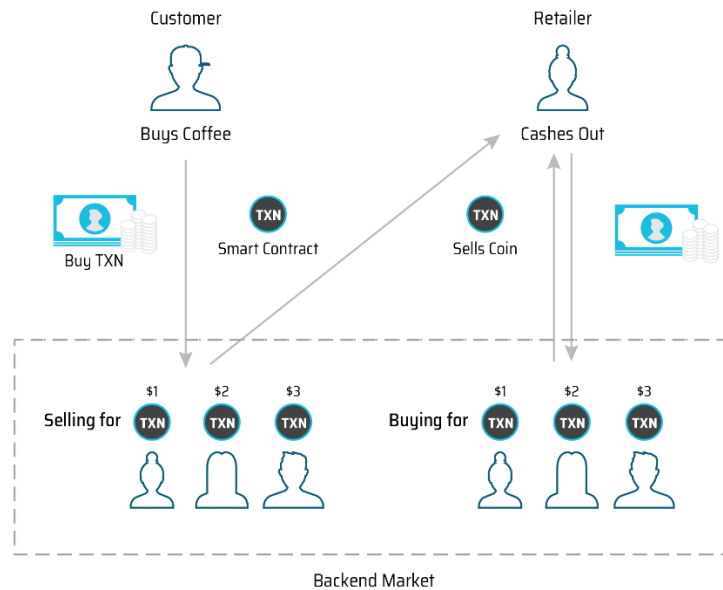 Customer
Retailer
Buys Coffee
Cashes Out
TXN
TXN
Buy TXN
Smart Contract
Sells Coin
$1
$2
$3
Selling for
TXN
TXN
TXN
$1
$2
$3
Buying for
TXN
TXN
TXN
Backend Market